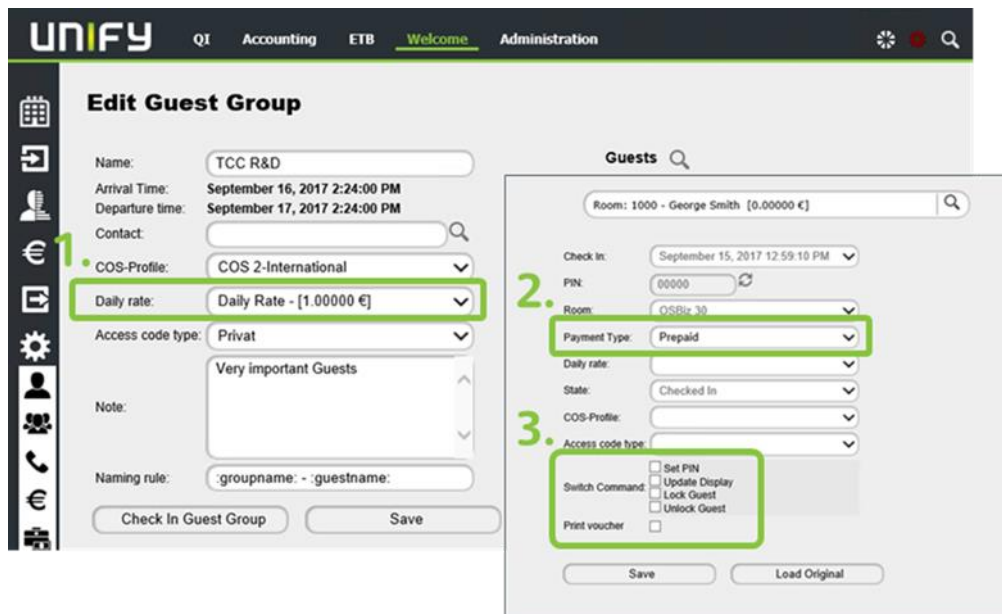 UNIFY QI Accounting ETB Welcome Administration
Edit Guest Group
Name: TCC R&D
Arrival Time: September 16, 2017 2:24:00 PM
Departure time: September 17, 2017 2:24:00 PM
Contact:
1.
COS-Profile: COS 2-International
Daily rate: Daily Rate - [1.00000 €]
Access code type: Privat
Note: Very important Guests
Naming rule: :groupname: - :guestname:
Check In Guest Group Save
Guests
Room: 1000 - George Smith [0.00000 €]
Check In: September 15, 2017 12:59:10 PM
PIN: 00000
2.
Room: OSBiz 30
Payment Type: Prepaid
Daily rate:
State: Checked In
COS-Profile:
3.
Access code type:
Switch Command: Set PIN
Update Display
Lock Guest
Unlock Guest
Print voucher
Save Load Original